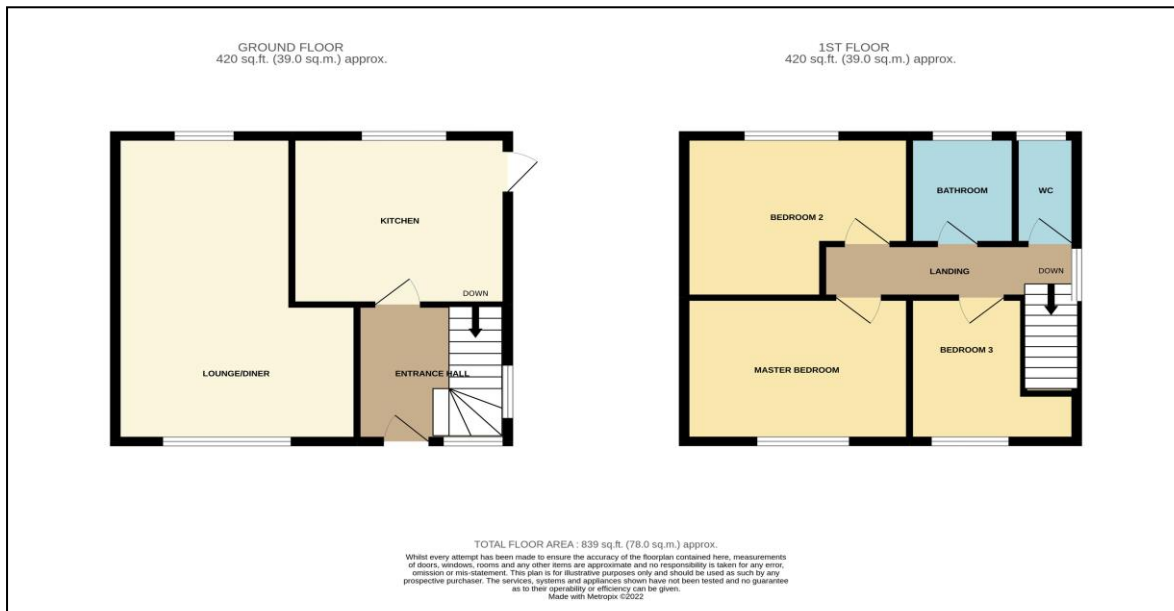 GROUND FLOOR
420 sq.ft. (39.0 sq.m.) approx.
KITCHEN
DOWN
LOUNGE/DINER
ENTRANCE HALL
1ST FLOOR
420 sq.ft. (39.0 sq.m.) approx.
BEDROOM 2
BATHROOM
WC
LANDING
DOWN
MASTER BEDROOM
BEDROOM 3
TOTAL FLOOR AREA : 839 sq.ft. (78.0 sq.m.) approx.
Whilst every attempt has been made to ensure the accuracy of the floorplan contained here, measurements
of doors, windows, rooms and any other items are approximate and no responsibility is taken for any error,
omission or mis-statement. This plan is for illustrative purposes only and should be used as such by any
prospective purchaser. The services, systems and appliances shown have not been tested and no guarantee
as to their operability or efficiency can be given.
Made with Metropix ©2022